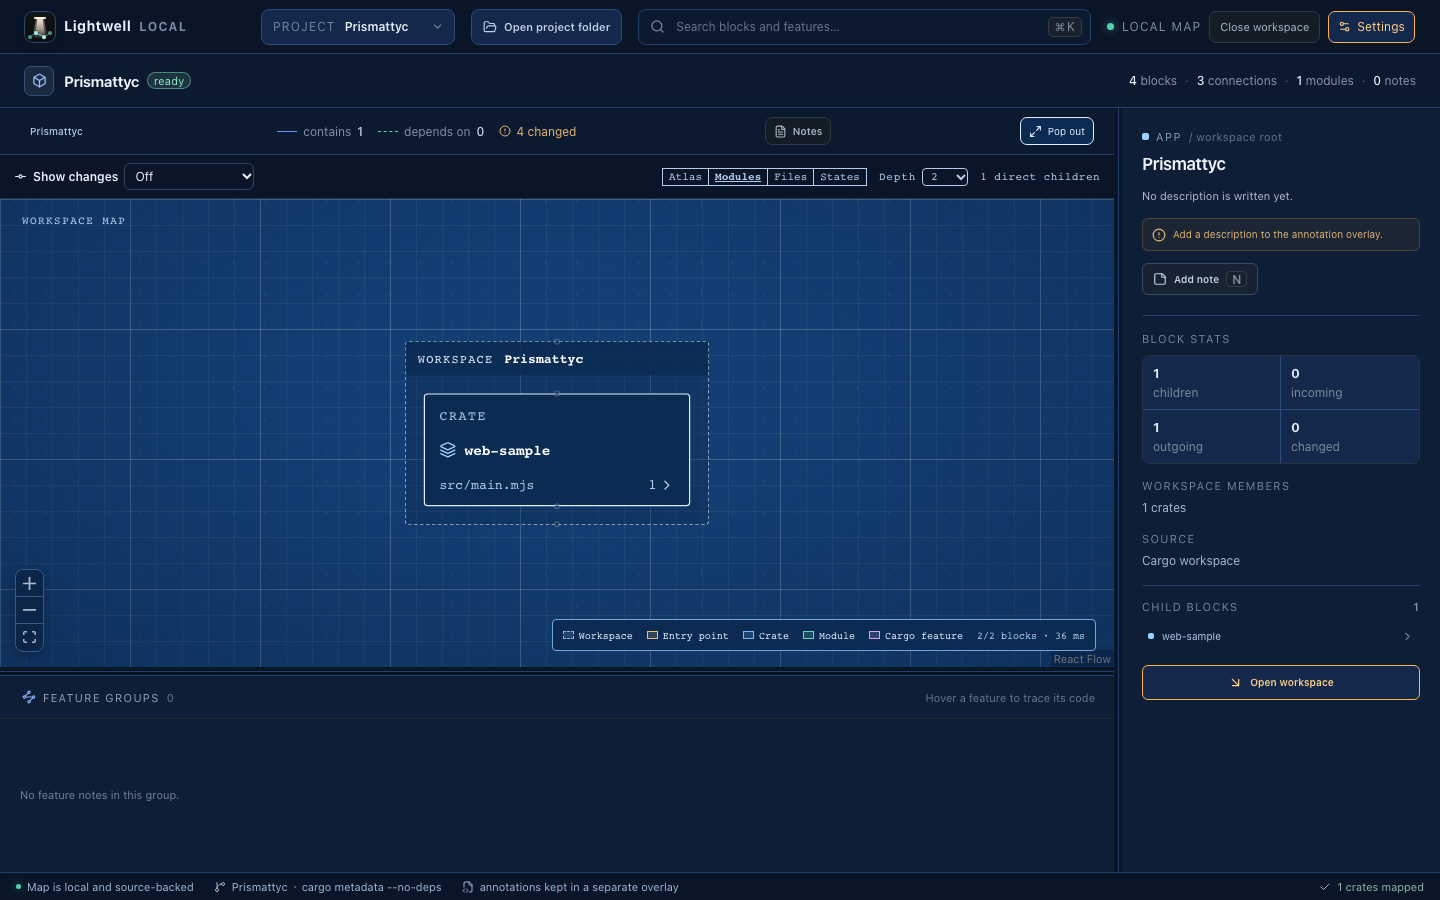 Lightwell LOCAL
PROJECT Prismattyc
Open project folder
Search blocks and features...
⌘K
LOCAL MAP
Close workspace
Settings
Prismattyc ready
4 blocks · 3 connections · 1 modules · 0 notes
Prismattyc
contains 1
depends on 0
4 changed
Notes
Pop out
Show changes Off
Atlas Modules Files States
Depth 2
1 direct children
WORKSPACE MAP
WORKSPACE Prismattyc
CRATE
web-sample
src/main.mjs 1
Workspace Entry point Crate Module Cargo feature 2/2 blocks · 36 ms
React Flow
FEATURE GROUPS 0
Hover a feature to trace its code
No feature notes in this group.
APP / workspace root
Prismattyc
No description is written yet.
Add a description to the annotation overlay.
Add note N
BLOCK STATS
1 children
0 incoming
1 outgoing
0 changed
WORKSPACE MEMBERS
1 crates
SOURCE
Cargo workspace
CHILD BLOCKS 1
web-sample
Open workspace
Map is local and source-backed
Prismattyc · cargo metadata --no-deps
annotations kept in a separate overlay
1 crates mapped